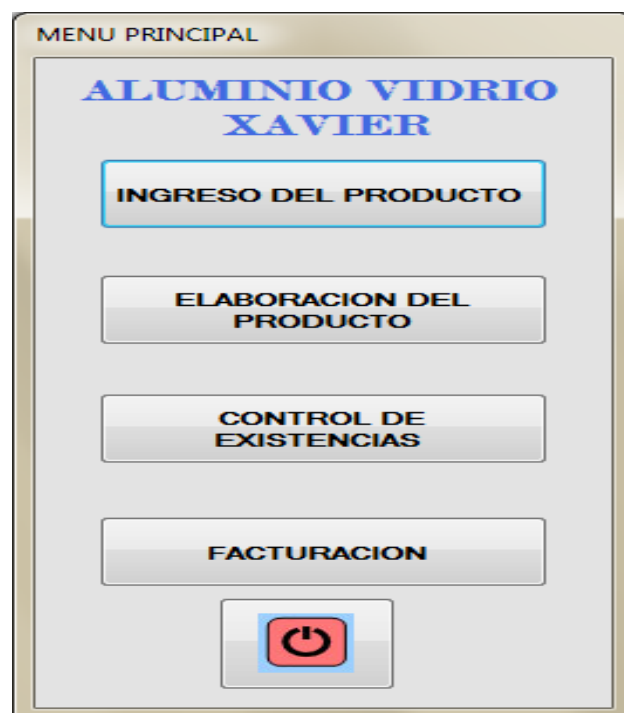 MENU PRINCIPAL
ALUMINIO VIDRIO
XAVIER
INGRESO DEL PRODUCTO
ELABORACION DEL
PRODUCTO
CONTROL DE
EXISTENCIAS
FACTURACION